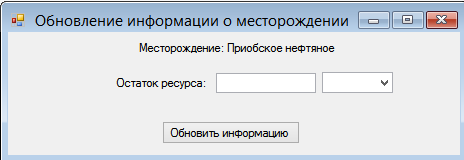 Обновление информации о месторождении
Месторождение: Приобское нефтяное
Остаток ресурса:
Обновить информацию